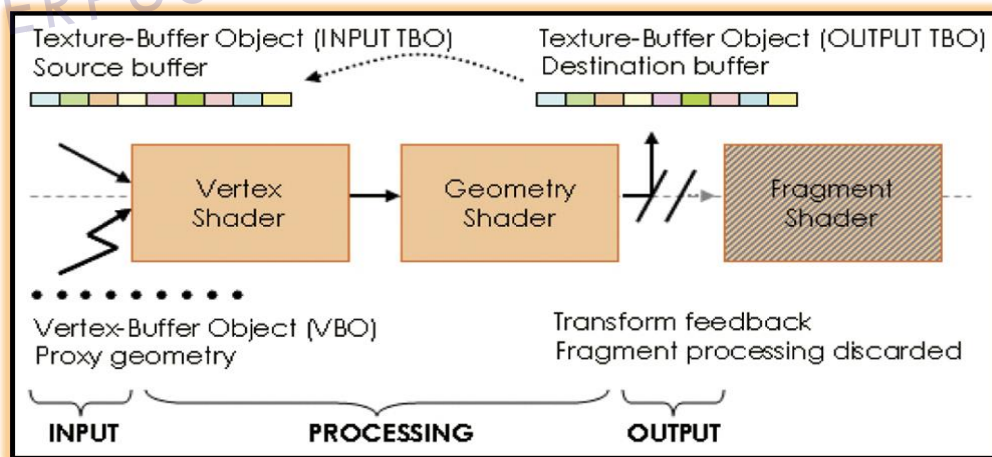 Texture-Buffer Object (INPUT TBO)
Source buffer
Texture-Buffer Object (OUTPUT TBO)
Destination buffer
Vertex
Shader
Geometry
Shader
Fragment
Shader
Vertex-Buffer Object (VBO)
Proxy geometry
Transform feedback
Fragment processing discarded
INPUT
PROCESSING
OUTPUT